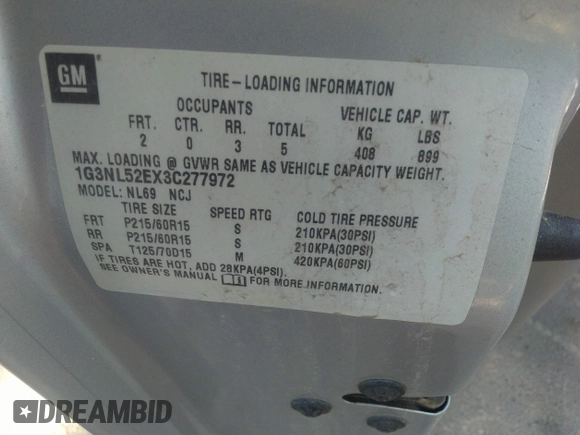 GM
TIRE-LOADING INFORMATION
OCCUPANTS VEHICLE CAP. WT.
FRT. CTR. RR. TOTAL KG LBS
2 0 3 5 408 899
MAX. LOADING @ GVWR SAME AS VEHICLE CAPACITY WEIGHT.
1G3NL52EX3C277972
MODEL: NL69 NCJ
TIRE SIZE SPEED RTG COLD TIRE PRESSURE
FRT P215/60R15 S 210KPA(30PSI)
RR P215/60R15 S 210KPA(30PSI)
SPA T125/70D15 M 420KPA(60PSI)
IF TIRES ARE HOT, ADD 28KPA(4PSI).
SEE OWNER'S MANUAL FOR MORE INFORMATION.
DREAMBID